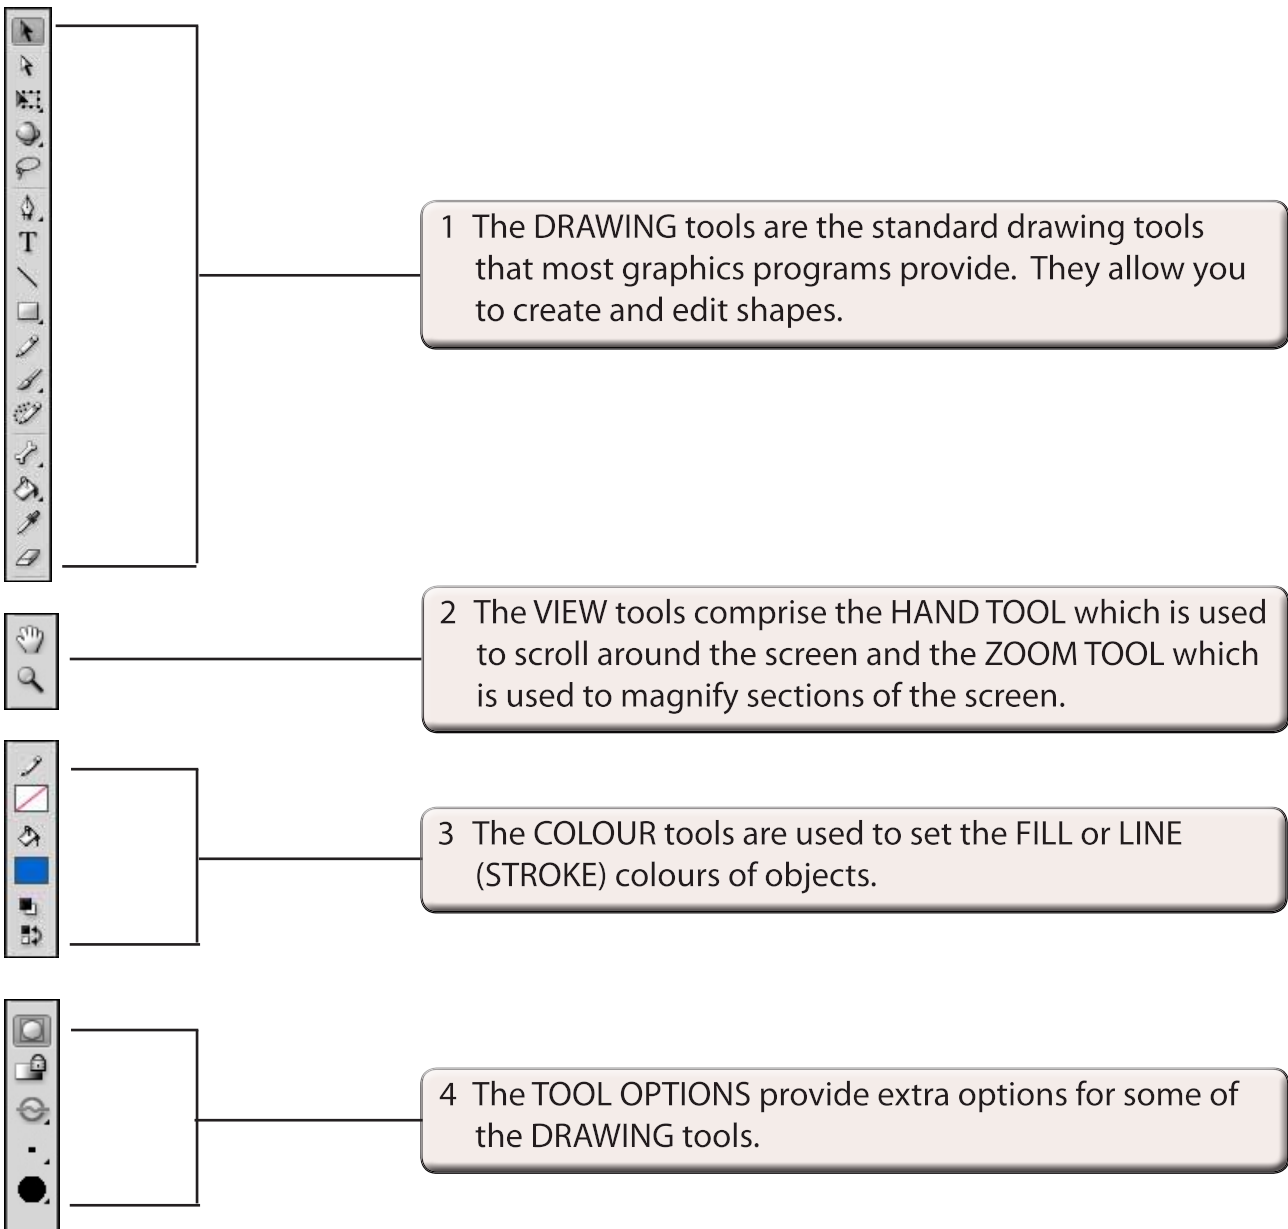 1 The DRAWING tools are the standard drawing tools
that most graphics programs provide. They allow you
to create and edit shapes.
T
2 The VIEW tools comprise the HAND TOOL which is used
to scroll around the screen and the ZOOM TOOL which
is used to magnify sections of the screen.
3 The COLOUR tools are used to set the FILL or LINE
(STROKE) colours of objects.
4 The TOOL OPTIONS provide extra options for some of
the DRAWING tools.